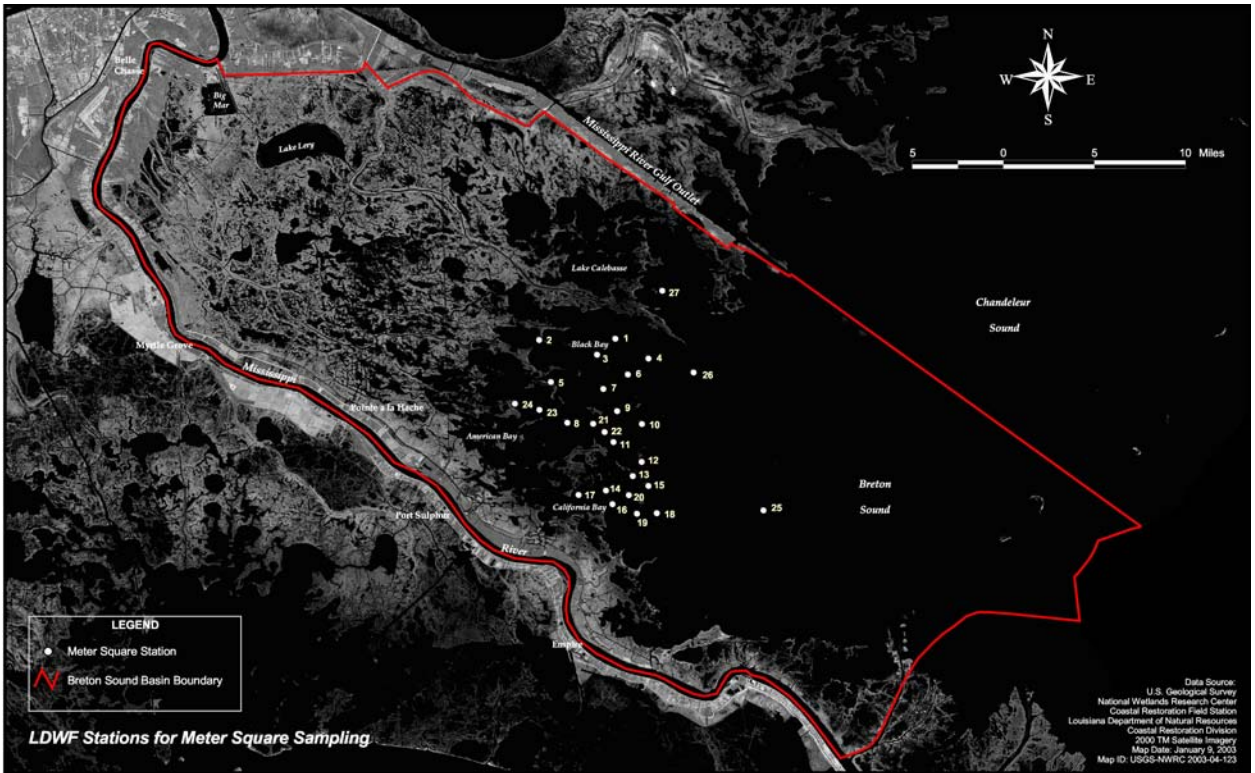 N
W
E
S
5 0 5 10 Miles
Belle
Chasse
Big
Mar
Lake Lery
Mississippi River Gulf Outlet
Lake Calebasse
27
Chandeleur
Sound
1
2
Black Bay
3
4
6
26
5
7
Myrtle Grove
Mississippi
24
23
9
Pointe a la Hache
8
21
10
22
American Bay
11
12
13
15
Breton
14
17
20
California Bay
16
25
Sound
18
19
Port Sulphur
River
Empire
LEGEND
Meter Square Station
Breton Sound Basin Boundary
LDWF Stations for Meter Square Sampling
Data Source:
U.S. Geological Survey
National Wetlands Research Center
Coastal Restoration Field Station
Louisiana Department of Natural Resources
Coastal Restoration Division
2000 TM Satellite Imagery
Map Date: January 9, 2003
Map ID: USGS-NWRC 2003-04-123